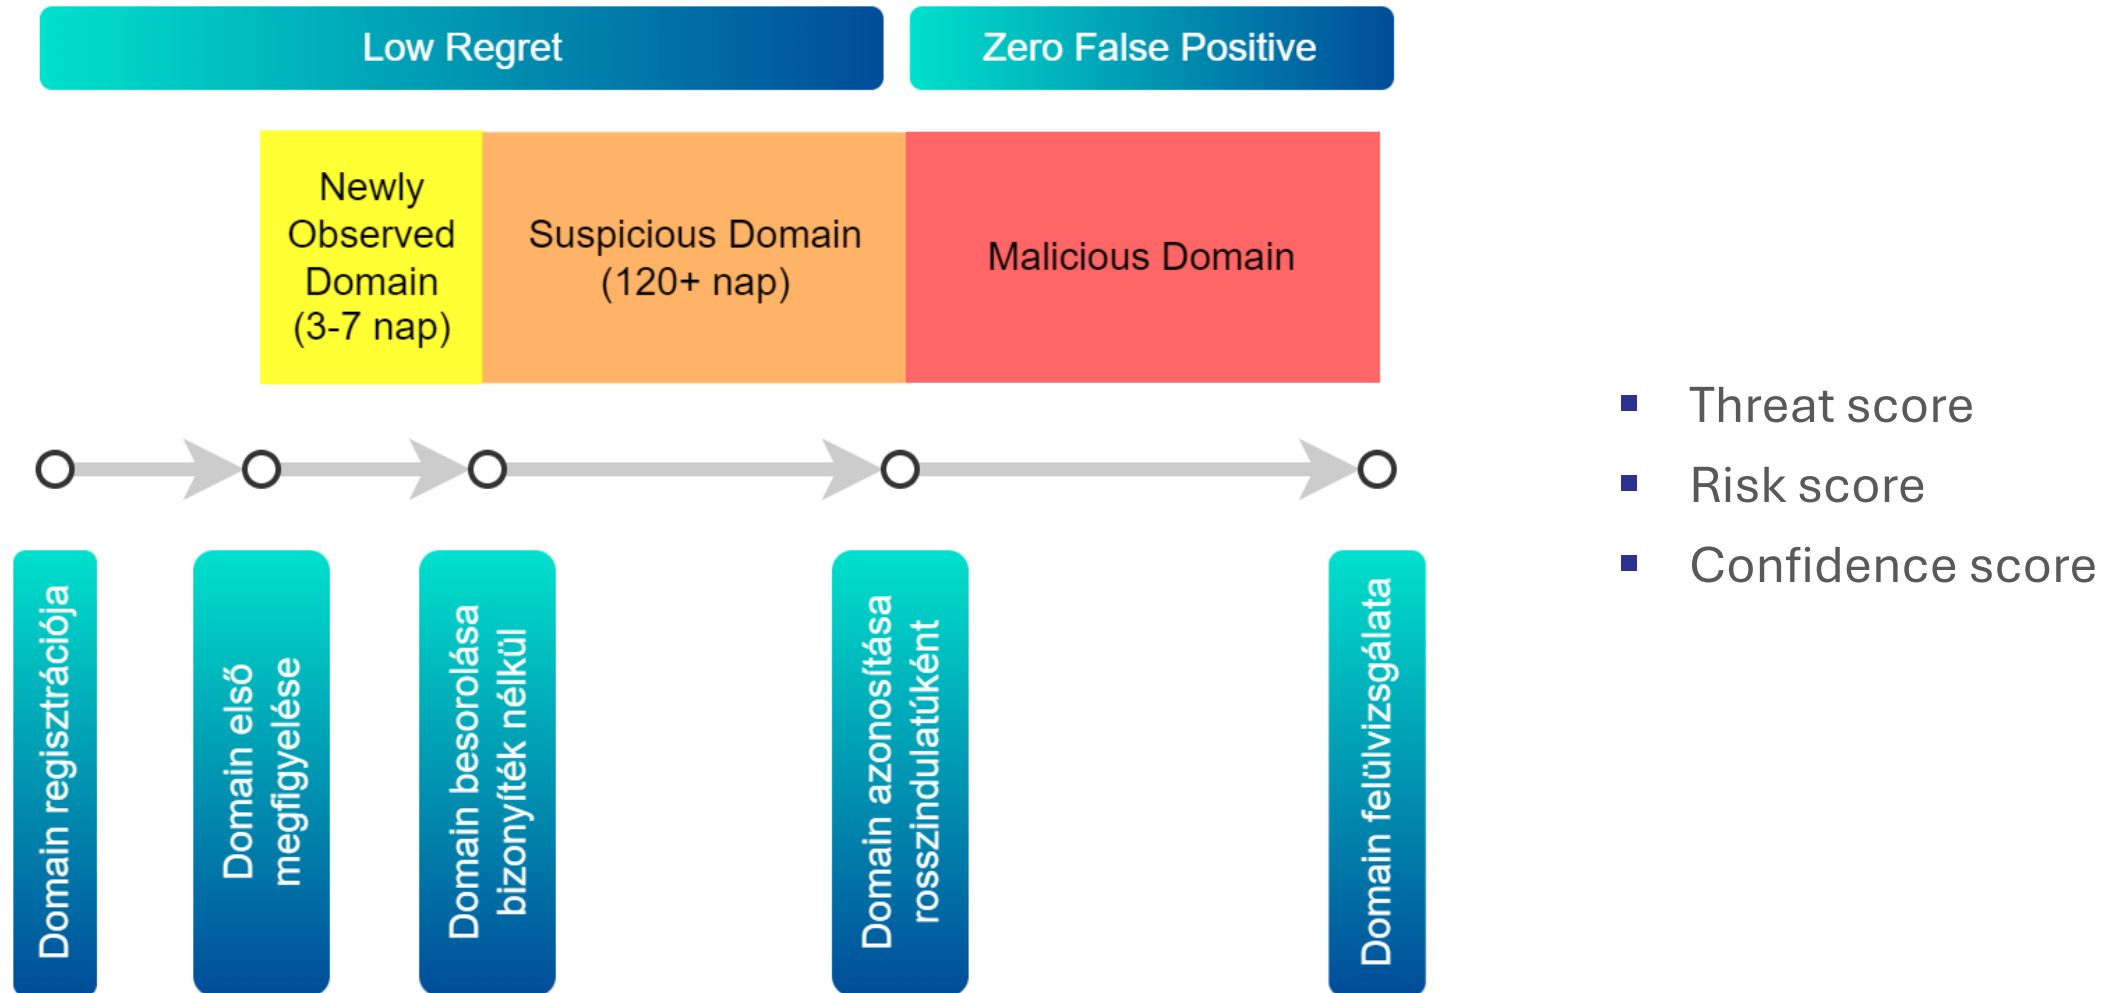 Low Regret
Zero False Positive
Newly
Observed
Domain
(3-7 nap)
Suspicious Domain
(120+ nap)
Malicious Domain
Domain regisztrációja
Domain első
megfigyelése
Domain besorolása
bizonyíték nélkül
Domain azonosítása
rosszindulatúként
Domain felülvizsgálata
Threat score
Risk score
Confidence score